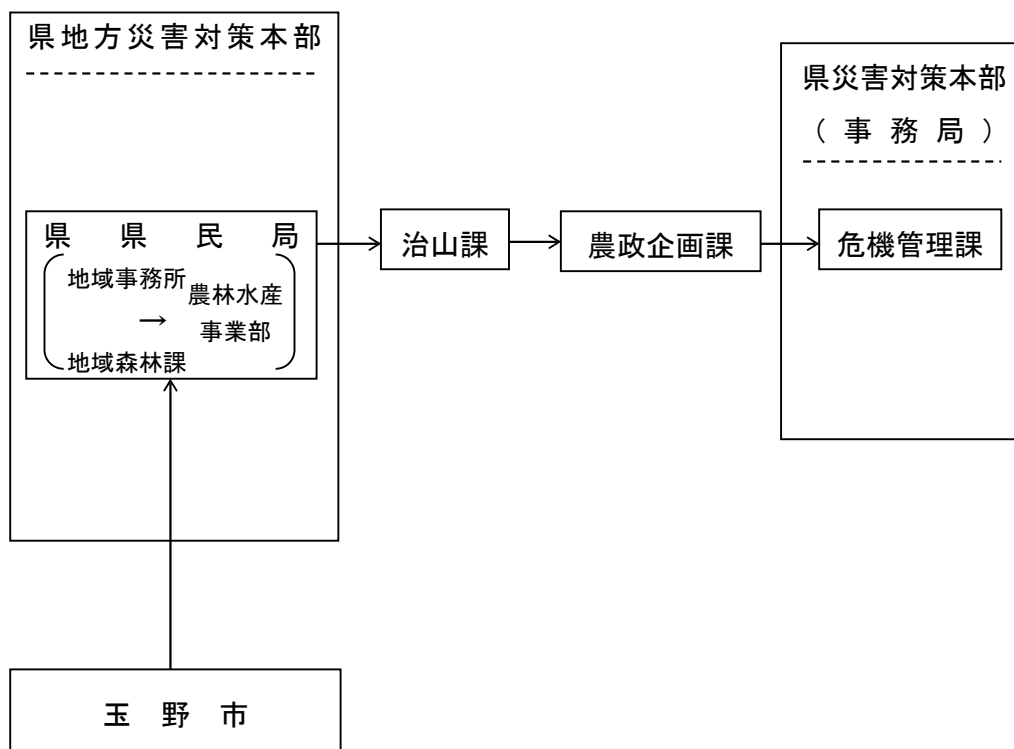 県地方災害対策本部
県災害対策本部
（事務局）
県県民局
地域事務所
農林水産
→
事業部
地域森林課
治山課
農政企画課
危機管理課
玉野市